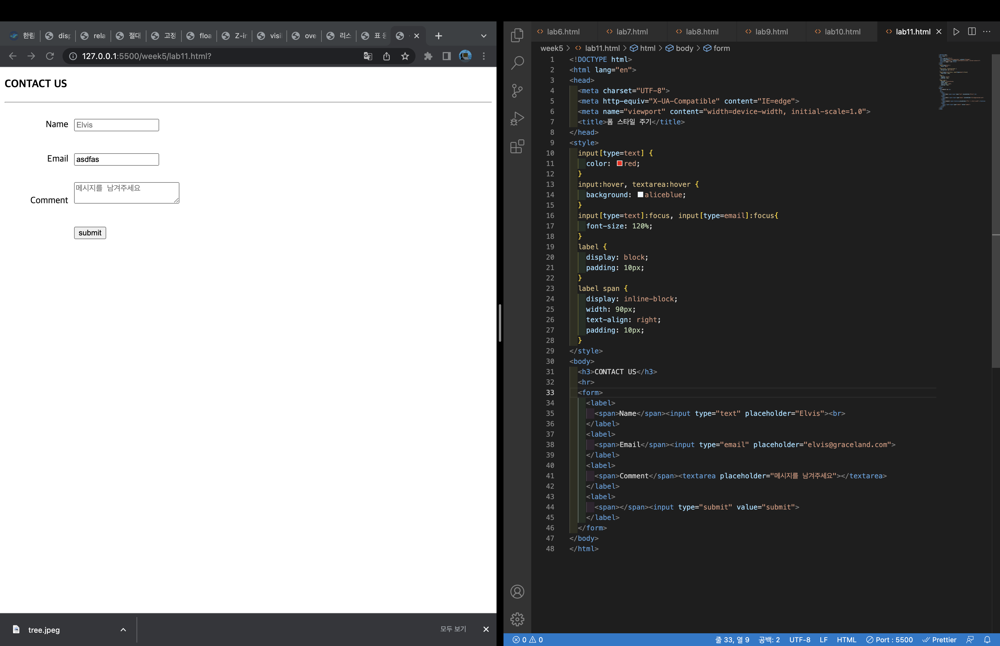 한림
disp
rela
절대
고정
floa
Z-in
visi
ove
리스
표 응
127.0.0.1:5500/week5/lab11.html?
CONTACT US
Name Elvis
Email asdfas
Comment 메시지를 남겨주세요
submit
tree.jpeg
모두 보기
lab6.html lab7.html lab8.html lab9.html lab10.html lab11.html
week5 > lab11.html > html > body > form
1 <!DOCTYPE html>
2 <html lang="en">
3 <head>
4 <meta charset="UTF-8">
5 <meta http-equiv="X-UA-Compatible" content="IE=edge">
6 <meta name="viewport" content="width=device-width, initial-scale=1.0">
7 <title>폼 스타일 주기</title>
8 </head>
9 <style>
10 input[type=text] {
11 color: red;
12 }
13 input:hover, textarea:hover {
14 background: aliceblue;
15 }
16 input[type=text]:focus, input[type=email]:focus{
17 font-size: 120%;
18 }
19 label {
20 display: block;
21 padding: 10px;
22 }
23 label span {
24 display: inline-block;
25 width: 90px;
26 text-align: right;
27 padding: 10px;
28 }
29 </style>
30 <body>
31 <h3>CONTACT US</h3>
32 <hr>
33 <form>
34 <label>
35 <span>Name</span><input type="text" placeholder="Elvis"><br>
36 </label>
37 <label>
38 <span>Email</span><input type="email" placeholder="elvis@graceland.com">
39 </label>
40 <label>
41 <span>Comment</span><textarea placeholder="메시지를 남겨주세요"></textarea>
42 </label>
43 <label>
44 <span></span><input type="submit" value="submit">
45 </label>
46 </form>
47 </body>
48 </html>
0 0 줄 33, 열 9 공백: 2 UTF-8 LF HTML Port : 5500 Prettier